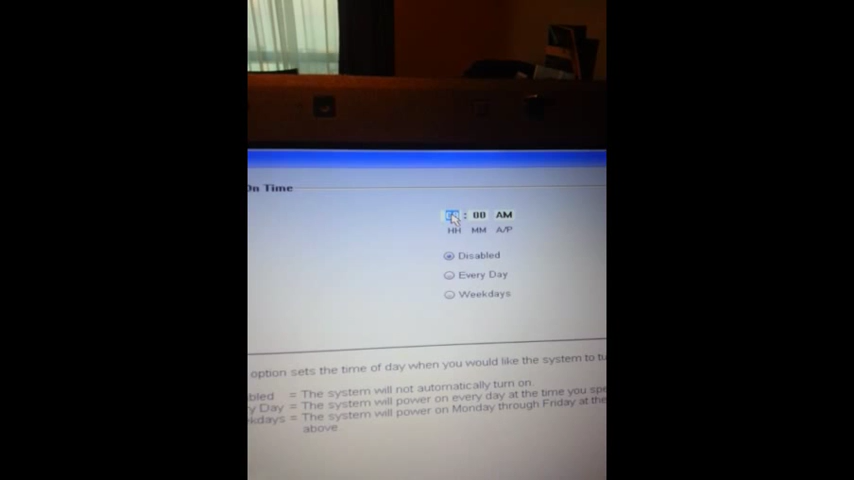 On Time
: 00 AM
HH MM A/P
Disabled
Every Day
Weekdays
option sets the time of day when you would like the system to tu
bled = The system will not automatically turn on.
y Day = The system will power on every day at the time you spe
kdays = The system will power on Monday through Friday at the
above.